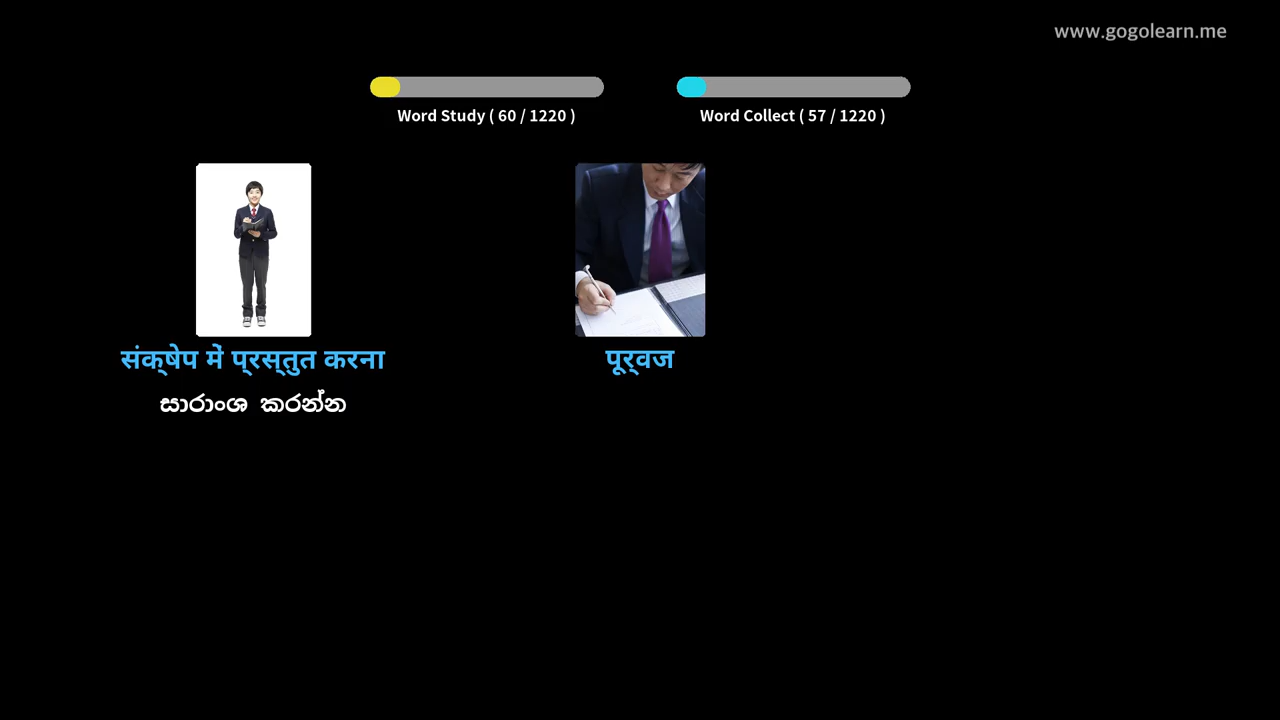 www.gogolearn.me
Word Study ( 60 / 1220 )
Word Collect ( 57 / 1220 )
संक्षेप में प्रस्तुत करना
සාරාංශ කරන්න
पूर्वज